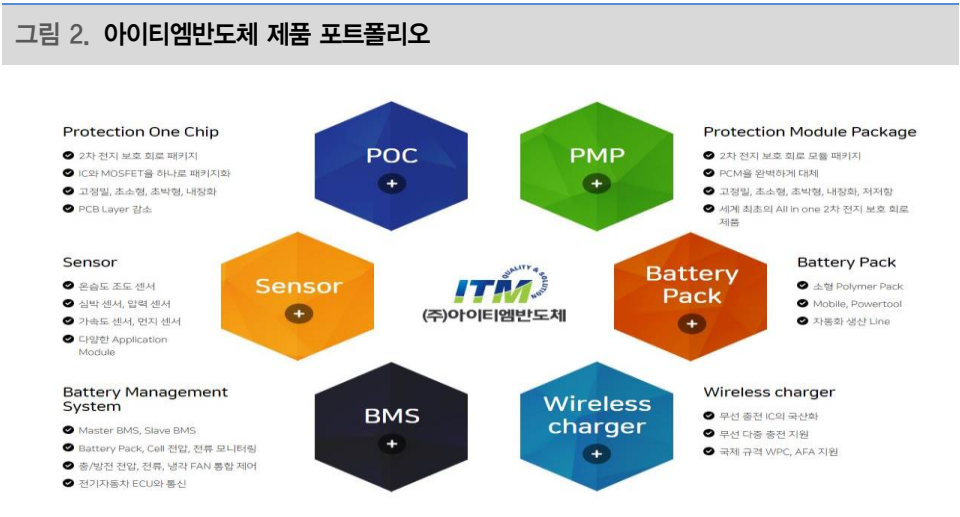 그림 2. 아이티엠반도체 제품 포트폴리오
Protection One Chip
2차 전지 보호 회로 패키지
IC와 MOSFET을 하나로 패키지화
고정밀, 초소형, 초박형, 내장화
PCB Layer 감소
POC
PMP
Protection Module Package
2차 전지 보호 회로 모듈 패키지
PCM을 완벽하게 대체
고정밀, 초소형, 초박형, 내장화, 저저항
세계 최초의 All in one 2차 전지 보호 회로
제품
Sensor
온습도 조도 센서
심박 센서, 압력 센서
가속도 센서, 먼지 센서
다양한 Application
Module
Sensor
QUALITY & SOLUTION
ITM
(주)아이티엠반도체
Battery
Pack
Battery Pack
소형 Polymer Pack
Mobile, Powertool
자동화 생산 Line
Battery Management
System
Master BMS, Slave BMS
Battery Pack, Cell 전압, 전류 모니터링
충/방전 전압, 전류, 냉각 FAN 통합 제어
전기자동차 ECU와 통신
BMS
Wireless
charger
Wireless charger
무선 충전 IC의 국산화
무선 다중 충전 지원
국제 규격 WPC, AFA 지원